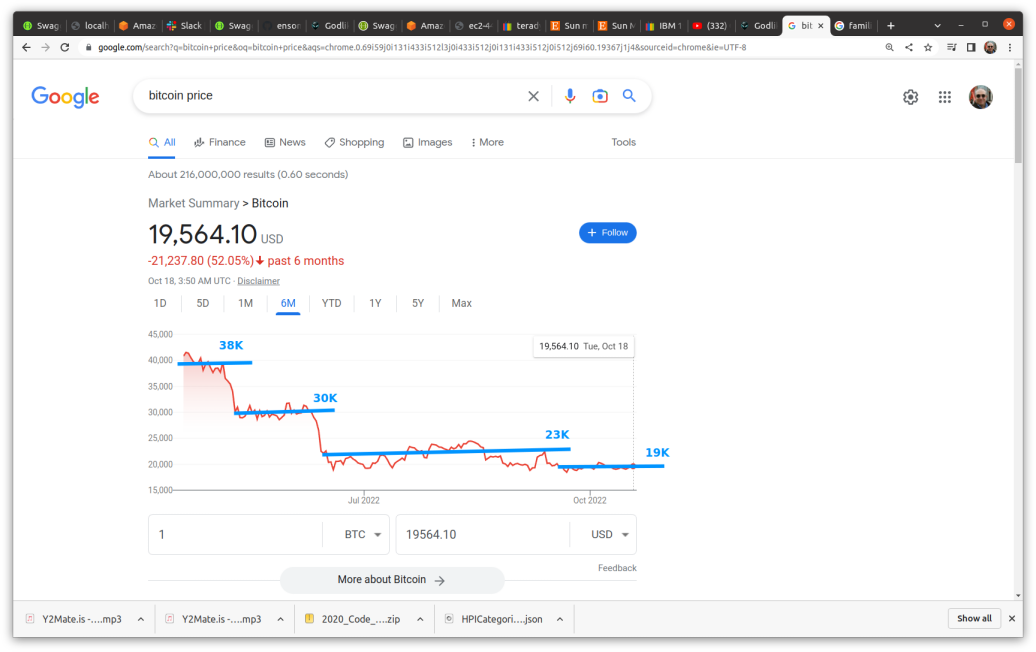 Swag
localh
Amaz
Slack
Swag
ensor
Godli
Swag
Amaz
ec2-4
terad
Sun n
Sun M
IBM 1
(332)
Godli
bit
famili
google.com/search?q=bitcoin+price&oq=bitcoin+price&aqs=chrome.0.69i59j0i131i433i512l3j0i433i512j0i131i433i512j0i512j69i60.19367j1j4&sourceid=chrome&ie=UTF-8
Google
bitcoin price
All Finance News Shopping Images More Tools
About 216,000,000 results (0.60 seconds)
Market Summary > Bitcoin
19,564.10 USD
+ Follow
-21,237.80 (52.05%) past 6 months
Oct 18, 3:50 AM UTC · Disclaimer
1D 5D 1M 6M YTD 1Y 5Y Max
45,000
19,564.10 Tue, Oct 18
38K
40,000
35,000
30K
30,000
25,000
23K
20,000
19K
15,000
Jul 2022 Oct 2022
1 BTC 19564.10 USD
Feedback
More about Bitcoin
Y2Mate.is -....mp3 Y2Mate.is -....mp3 2020_Code_....zip HPICategori....json Show all